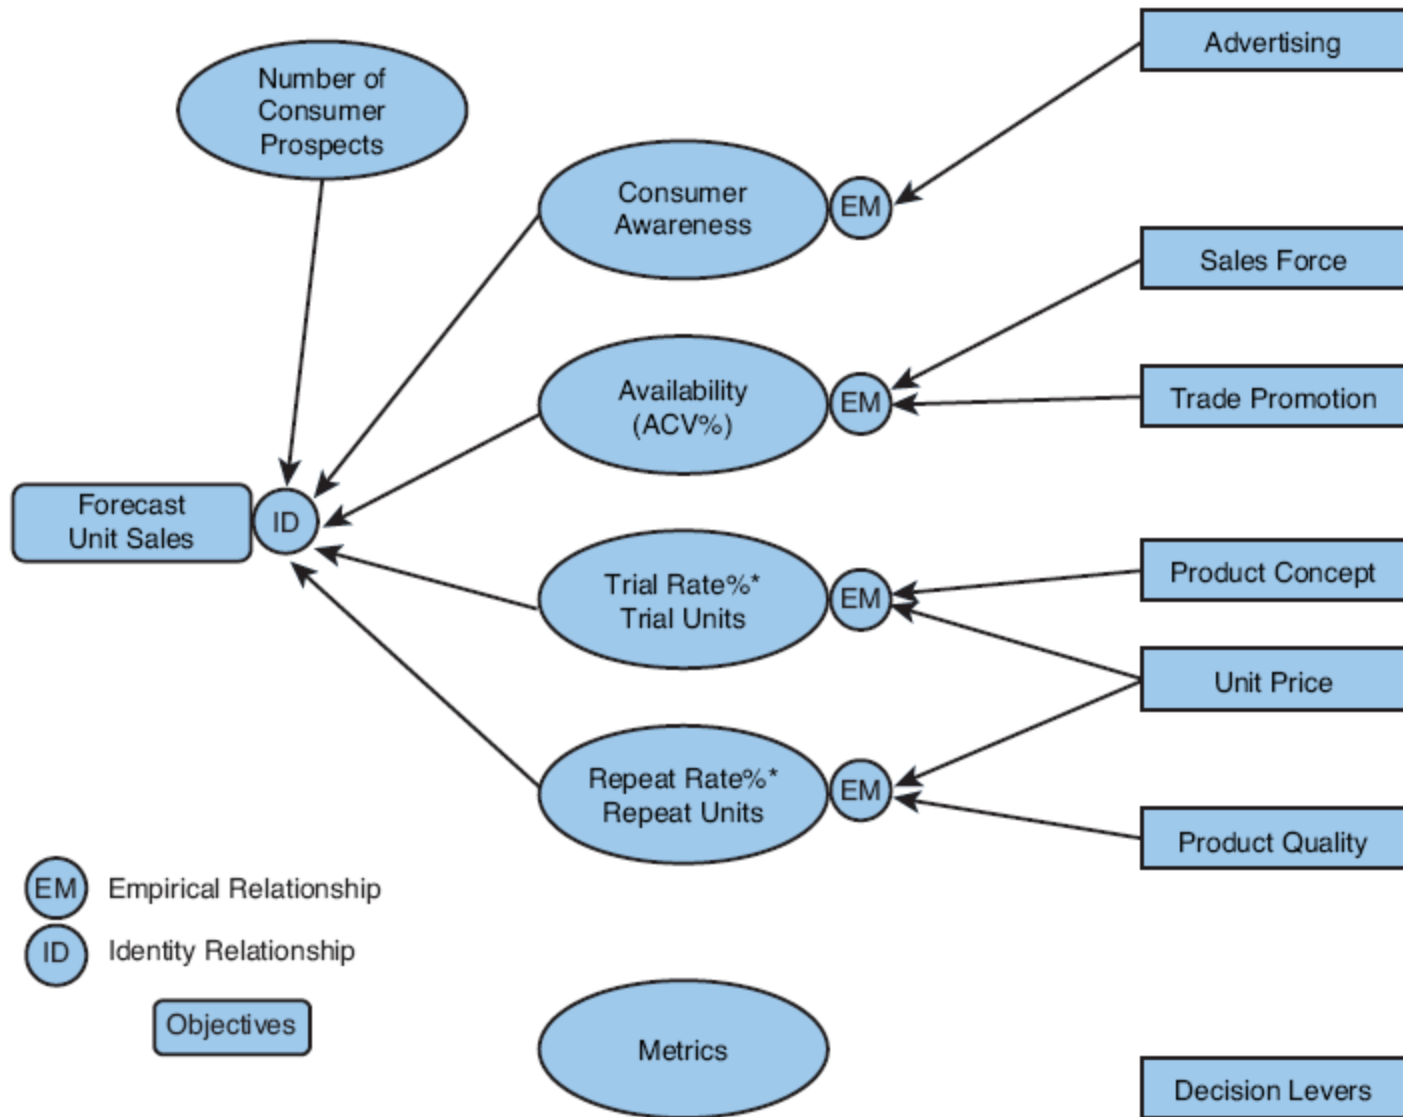 Advertising
Number of
Consumer
Prospects
Consumer
Awareness
EM
Sales Force
Availability
(ACV%)
EM
Trade Promotion
Forecast
Unit Sales
ID
Trial Rate%*
Trial Units
EM
Product Concept
Unit Price
Repeat Rate%*
Repeat Units
EM
Product Quality
EM
Empirical Relationship
ID
Identity Relationship
Objectives
Metrics
Decision Levers